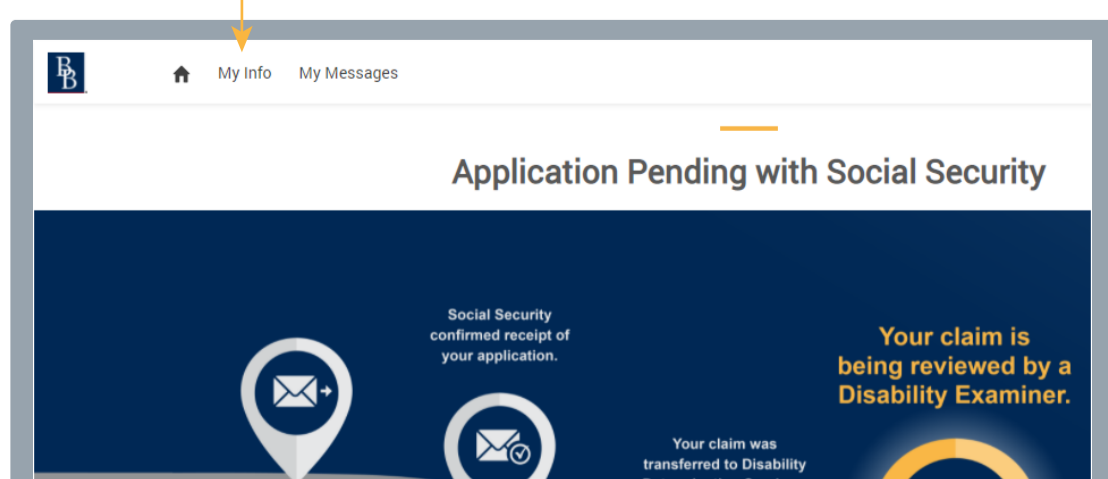 BB
My Info My Messages
Application Pending with Social Security
Social Security
confirmed receipt of
your application.
Your claim is
being reviewed by a
Disability Examiner.
Your claim was
transferred to Disability